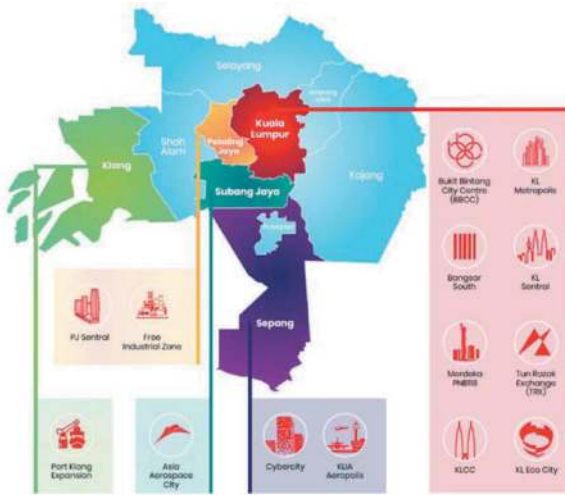 Selayang
Kuala
Lumpur
Petaling
Jaya
Shah
Alam
Klang
Kajang
Subang Jaya
Sepang
Bukit Bintang
City Centre
(BBCC)
KL
Metropolis
Bangsar
South
KL
Sentral
Merdeka
PNB118
Tun Razak
Exchange
(TRX)
KLCC
KL Eco City
PJ Sentral
Free
Industrial Zone
Port Klang
Expansion
Asia
Aerospace
City
Cybercity
KLIA
Aeropolis